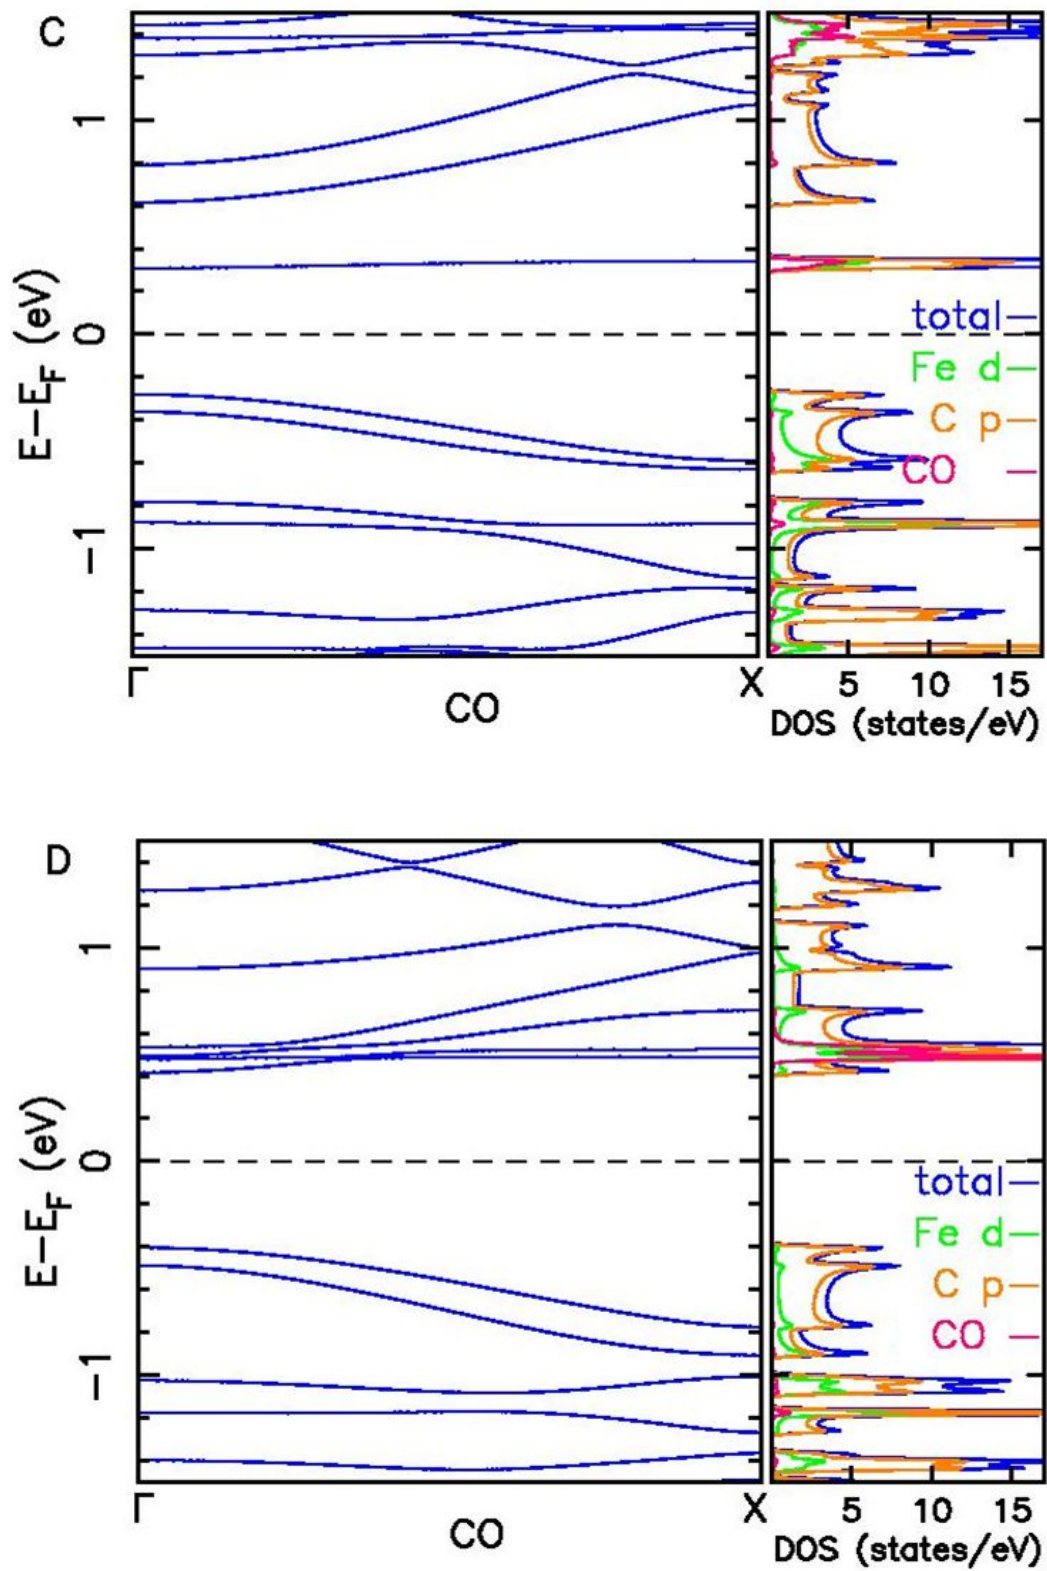 C
1
0
−1
E−E_F (eV)
total
Fe d
C p
CO
Γ
X
CO
5 10 15
DOS (states/eV)
D
1
0
−1
E−E_F (eV)
total
Fe d
C p
CO
Γ
X
CO
5 10 15
DOS (states/eV)